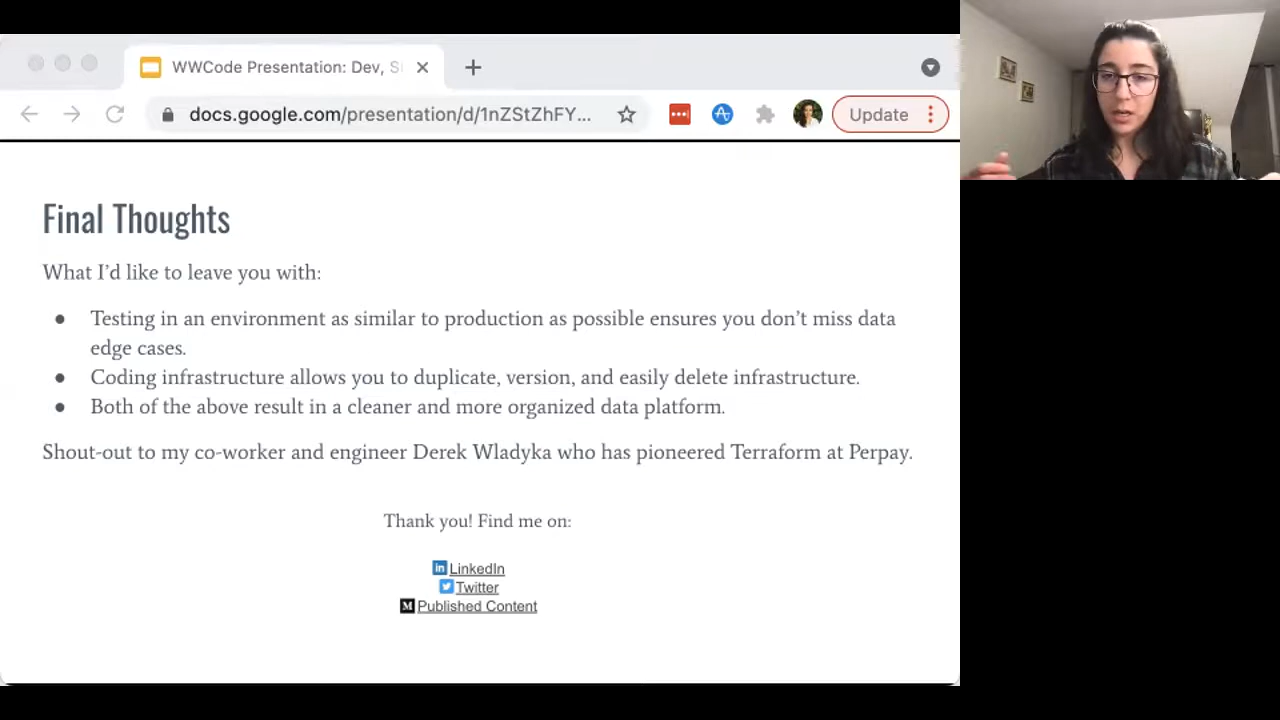 WWCode Presentation: Dev, S
docs.google.com/presentation/d/1nZStZhFY...
Update
Final Thoughts
What I'd like to leave you with:
● Testing in an environment as similar to production as possible ensures you don't miss data
edge cases.
● Coding infrastructure allows you to duplicate, version, and easily delete infrastructure.
● Both of the above result in a cleaner and more organized data platform.
Shout-out to my co-worker and engineer Derek Wladyka who has pioneered Terraform at Perpay.
Thank you! Find me on:
in LinkedIn
Twitter
M Published Content